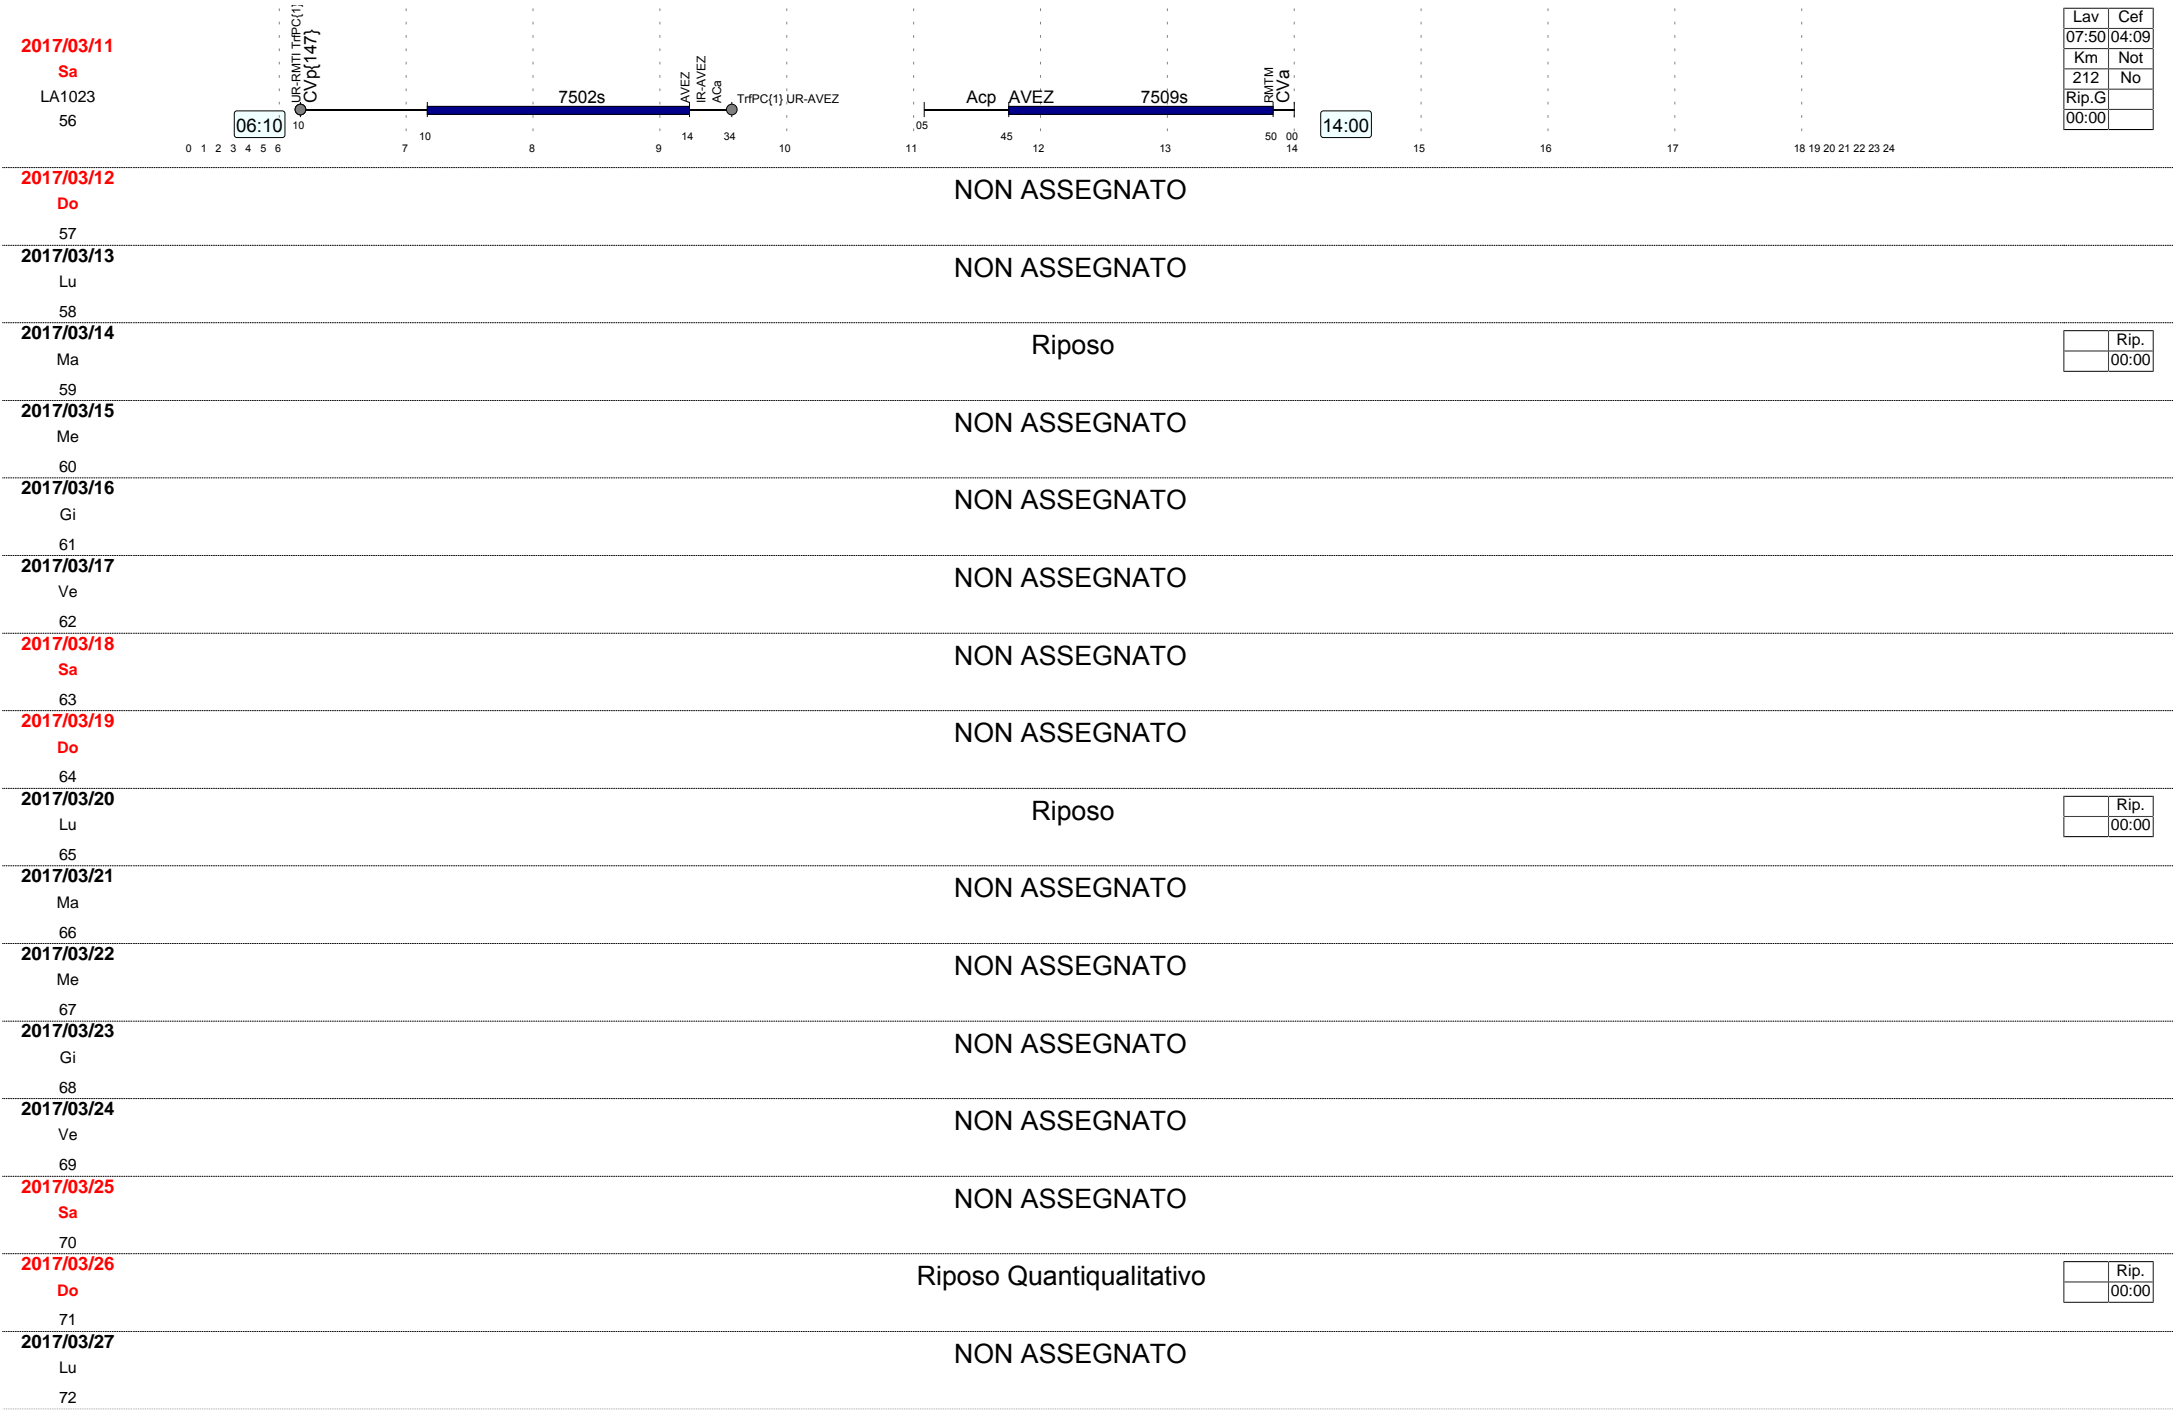 2017/03/11
Sa
LA1023
56
06:10
UR-RMTI TrfPC{1}
CVp{147}
10
10
7502s
AVEZ
14
IR-AVEZ
ACa
34
TrfPC{1} UR-AVEZ
05
Acp
45
AVEZ
7509s
RMTM
50
CVa
00
14:00
0 1 2 3 4 5 6 7 8 9 10 11 12 13 14 15 16 17 18 19 20 21 22 23 24
Lav Cef
07:50 04:09
Km Not
212 No
Rip.G
00:00
2017/03/12
Do
57
NON ASSEGNATO
2017/03/13
Lu
58
NON ASSEGNATO
2017/03/14
Ma
59
Riposo
Rip.
00:00
2017/03/15
Me
60
NON ASSEGNATO
2017/03/16
Gi
61
NON ASSEGNATO
2017/03/17
Ve
62
NON ASSEGNATO
2017/03/18
Sa
63
NON ASSEGNATO
2017/03/19
Do
64
NON ASSEGNATO
2017/03/20
Lu
65
Riposo
Rip.
00:00
2017/03/21
Ma
66
NON ASSEGNATO
2017/03/22
Me
67
NON ASSEGNATO
2017/03/23
Gi
68
NON ASSEGNATO
2017/03/24
Ve
69
NON ASSEGNATO
2017/03/25
Sa
70
NON ASSEGNATO
2017/03/26
Do
71
Riposo Quantiqualitativo
Rip.
00:00
2017/03/27
Lu
72
NON ASSEGNATO